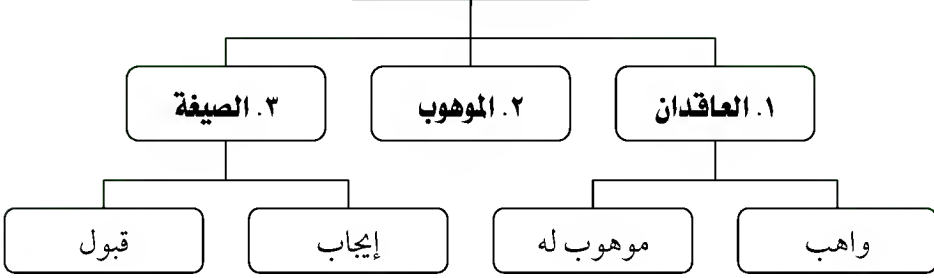 ١. العاقدان
٢. الموهوب
٣. الصيغة
واهب
موهوب له
إيجاب
قبول